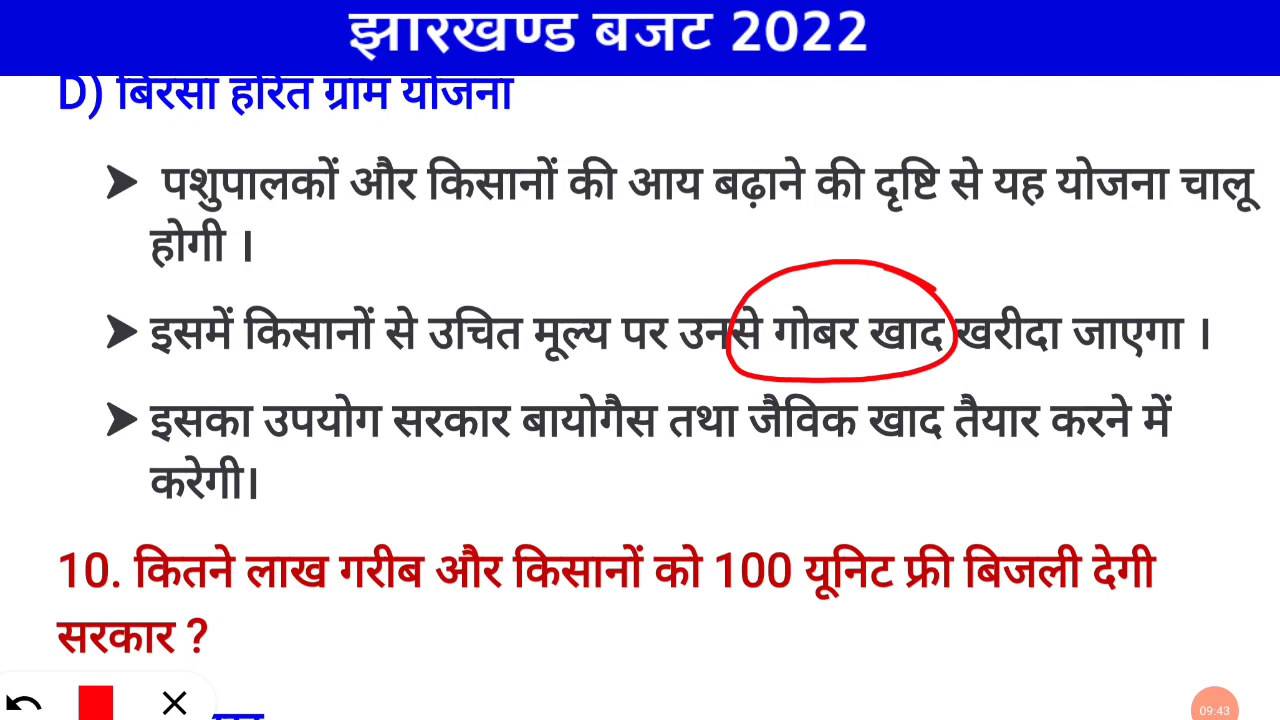 झारखण्ड बजट 2022
D) बिरसा हरित ग्राम योजना
➤ पशुपालकों और किसानों की आय बढ़ाने की दृष्टि से यह योजना चालू
होगी ।
➤ इसमें किसानों से उचित मूल्य पर उनसे गोबर खाद खरीदा जाएगा ।
➤ इसका उपयोग सरकार बायोगैस तथा जैविक खाद तैयार करने में
करेगी।
10. कितने लाख गरीब और किसानों को 100 यूनिट फ्री बिजली देगी
सरकार ?
09:43